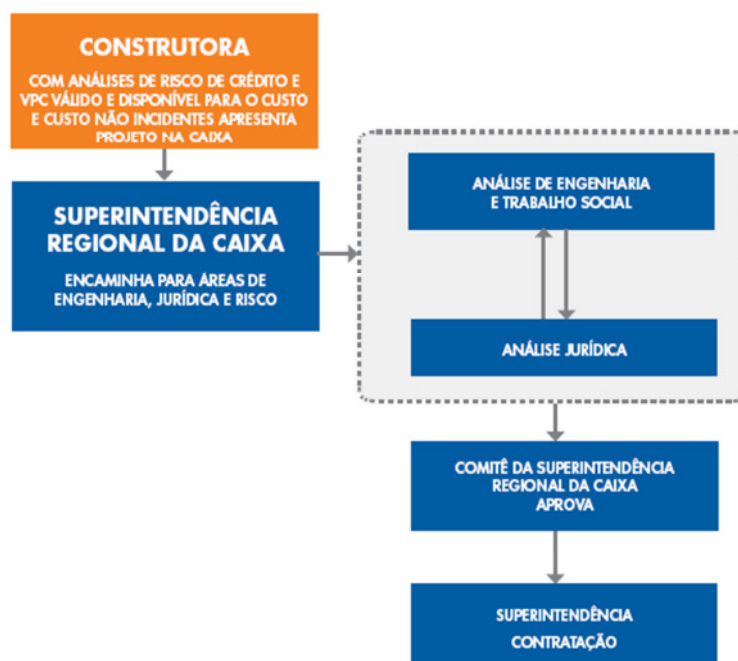 CONSTRUTORA
COM ANÁLISES DE RISCO DE CRÉDITO E
VPC VÁLIDO E DISPONÍVEL PARA O CUSTO
E CUSTO NÃO INCIDENTES APRESENTA
PROJETO NA CAIXA
SUPERINTENDÊNCIA
REGIONAL DA CAIXA
ENCAMINHA PARA ÁREAS DE
ENGENHARIA, JURÍDICA E RISCO
ANÁLISE DE ENGENHARIA
E TRABALHO SOCIAL
ANÁLISE JURÍDICA
COMITÊ DA SUPERINTENDÊNCIA
REGIONAL DA CAIXA
APROVA
SUPERINTENDÊNCIA
CONTRATAÇÃO